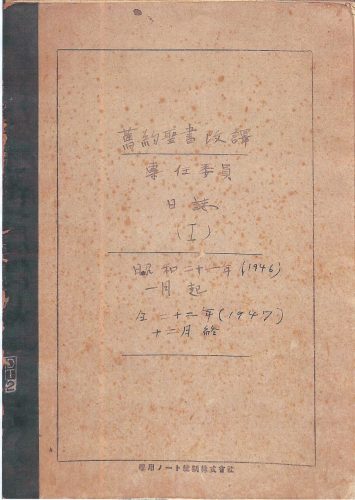 舊約聖書改譯
專任委員
日誌
(I)
昭和二十一年(1946)
一月 起
仝 二十二年(1947)
十二月 終